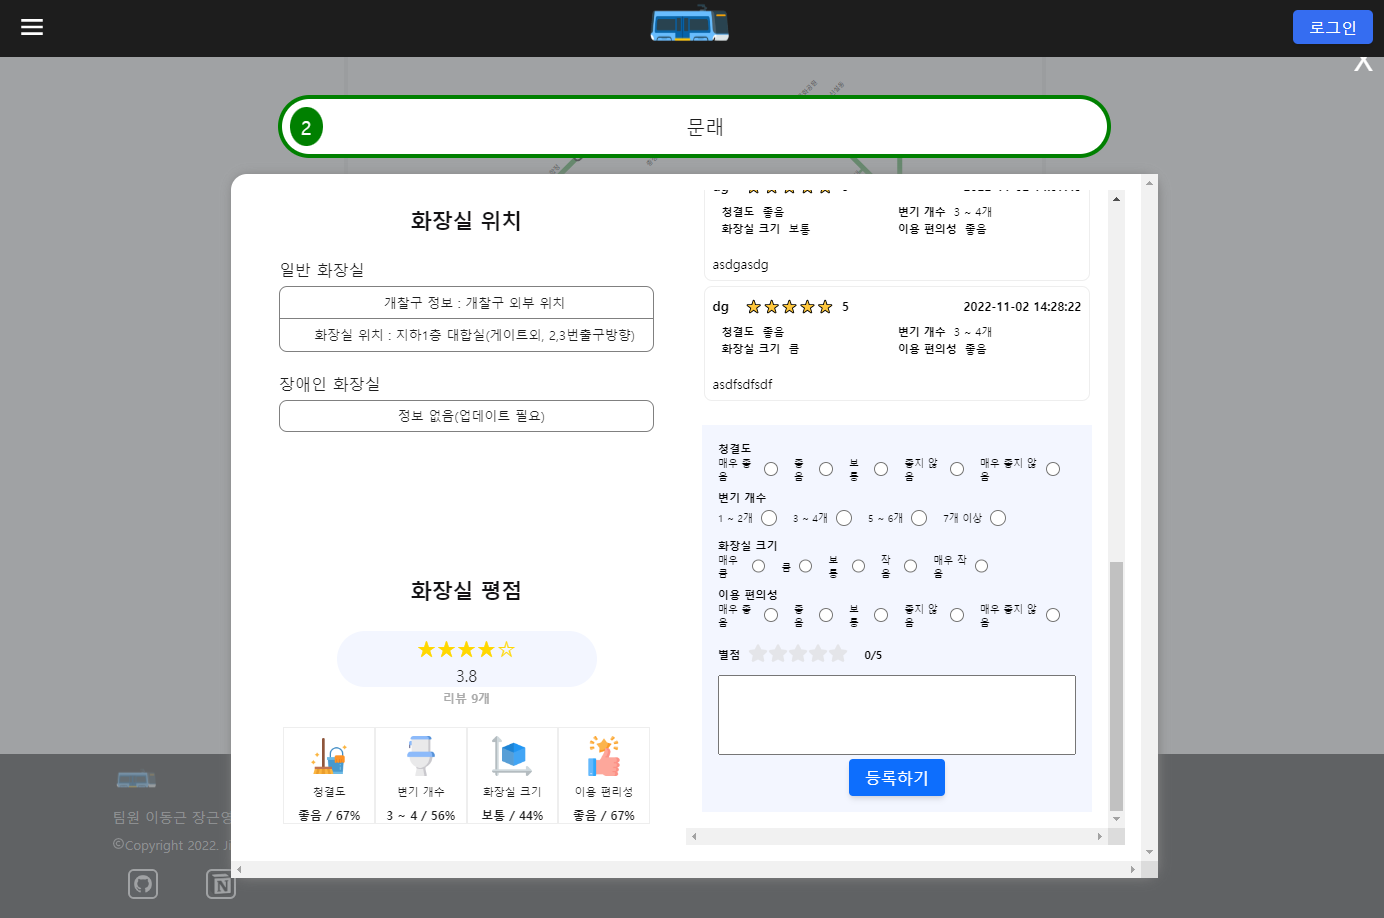 로그인
X
2
문래
화장실 위치
일반 화장실
개찰구 정보 : 개찰구 외부 위치
화장실 위치 : 지하1층 대합실(게이트외, 2,3번출구방향)
장애인 화장실
정보 없음(업데이트 필요)
화장실 평점
3.8
리뷰 9개
청결도
변기 개수
화장실 크기
이용 편리성
좋음 / 67%
3 ~ 4 / 56%
보통 / 44%
좋음 / 67%
청결도 좋음
변기 개수 3 ~ 4개
화장실 크기 보통
이용 편의성 좋음
asdgasdg
dg 5 2022-11-02 14:28:22
청결도 좋음
변기 개수 3 ~ 4개
화장실 크기 큼
이용 편의성 좋음
asdfsdfsdf
청결도
매우 좋음 좋음 보통 좋지 않음 매우 좋지 않음
변기 개수
1 ~ 2개 3 ~ 4개 5 ~ 6개 7개 이상
화장실 크기
매우 큼 큼 보통 작음 매우 작음
이용 편의성
매우 좋음 좋음 보통 좋지 않음 매우 좋지 않음
별점 0/5
등록하기
팀원 이동근 장근영
©Copyright 2022.